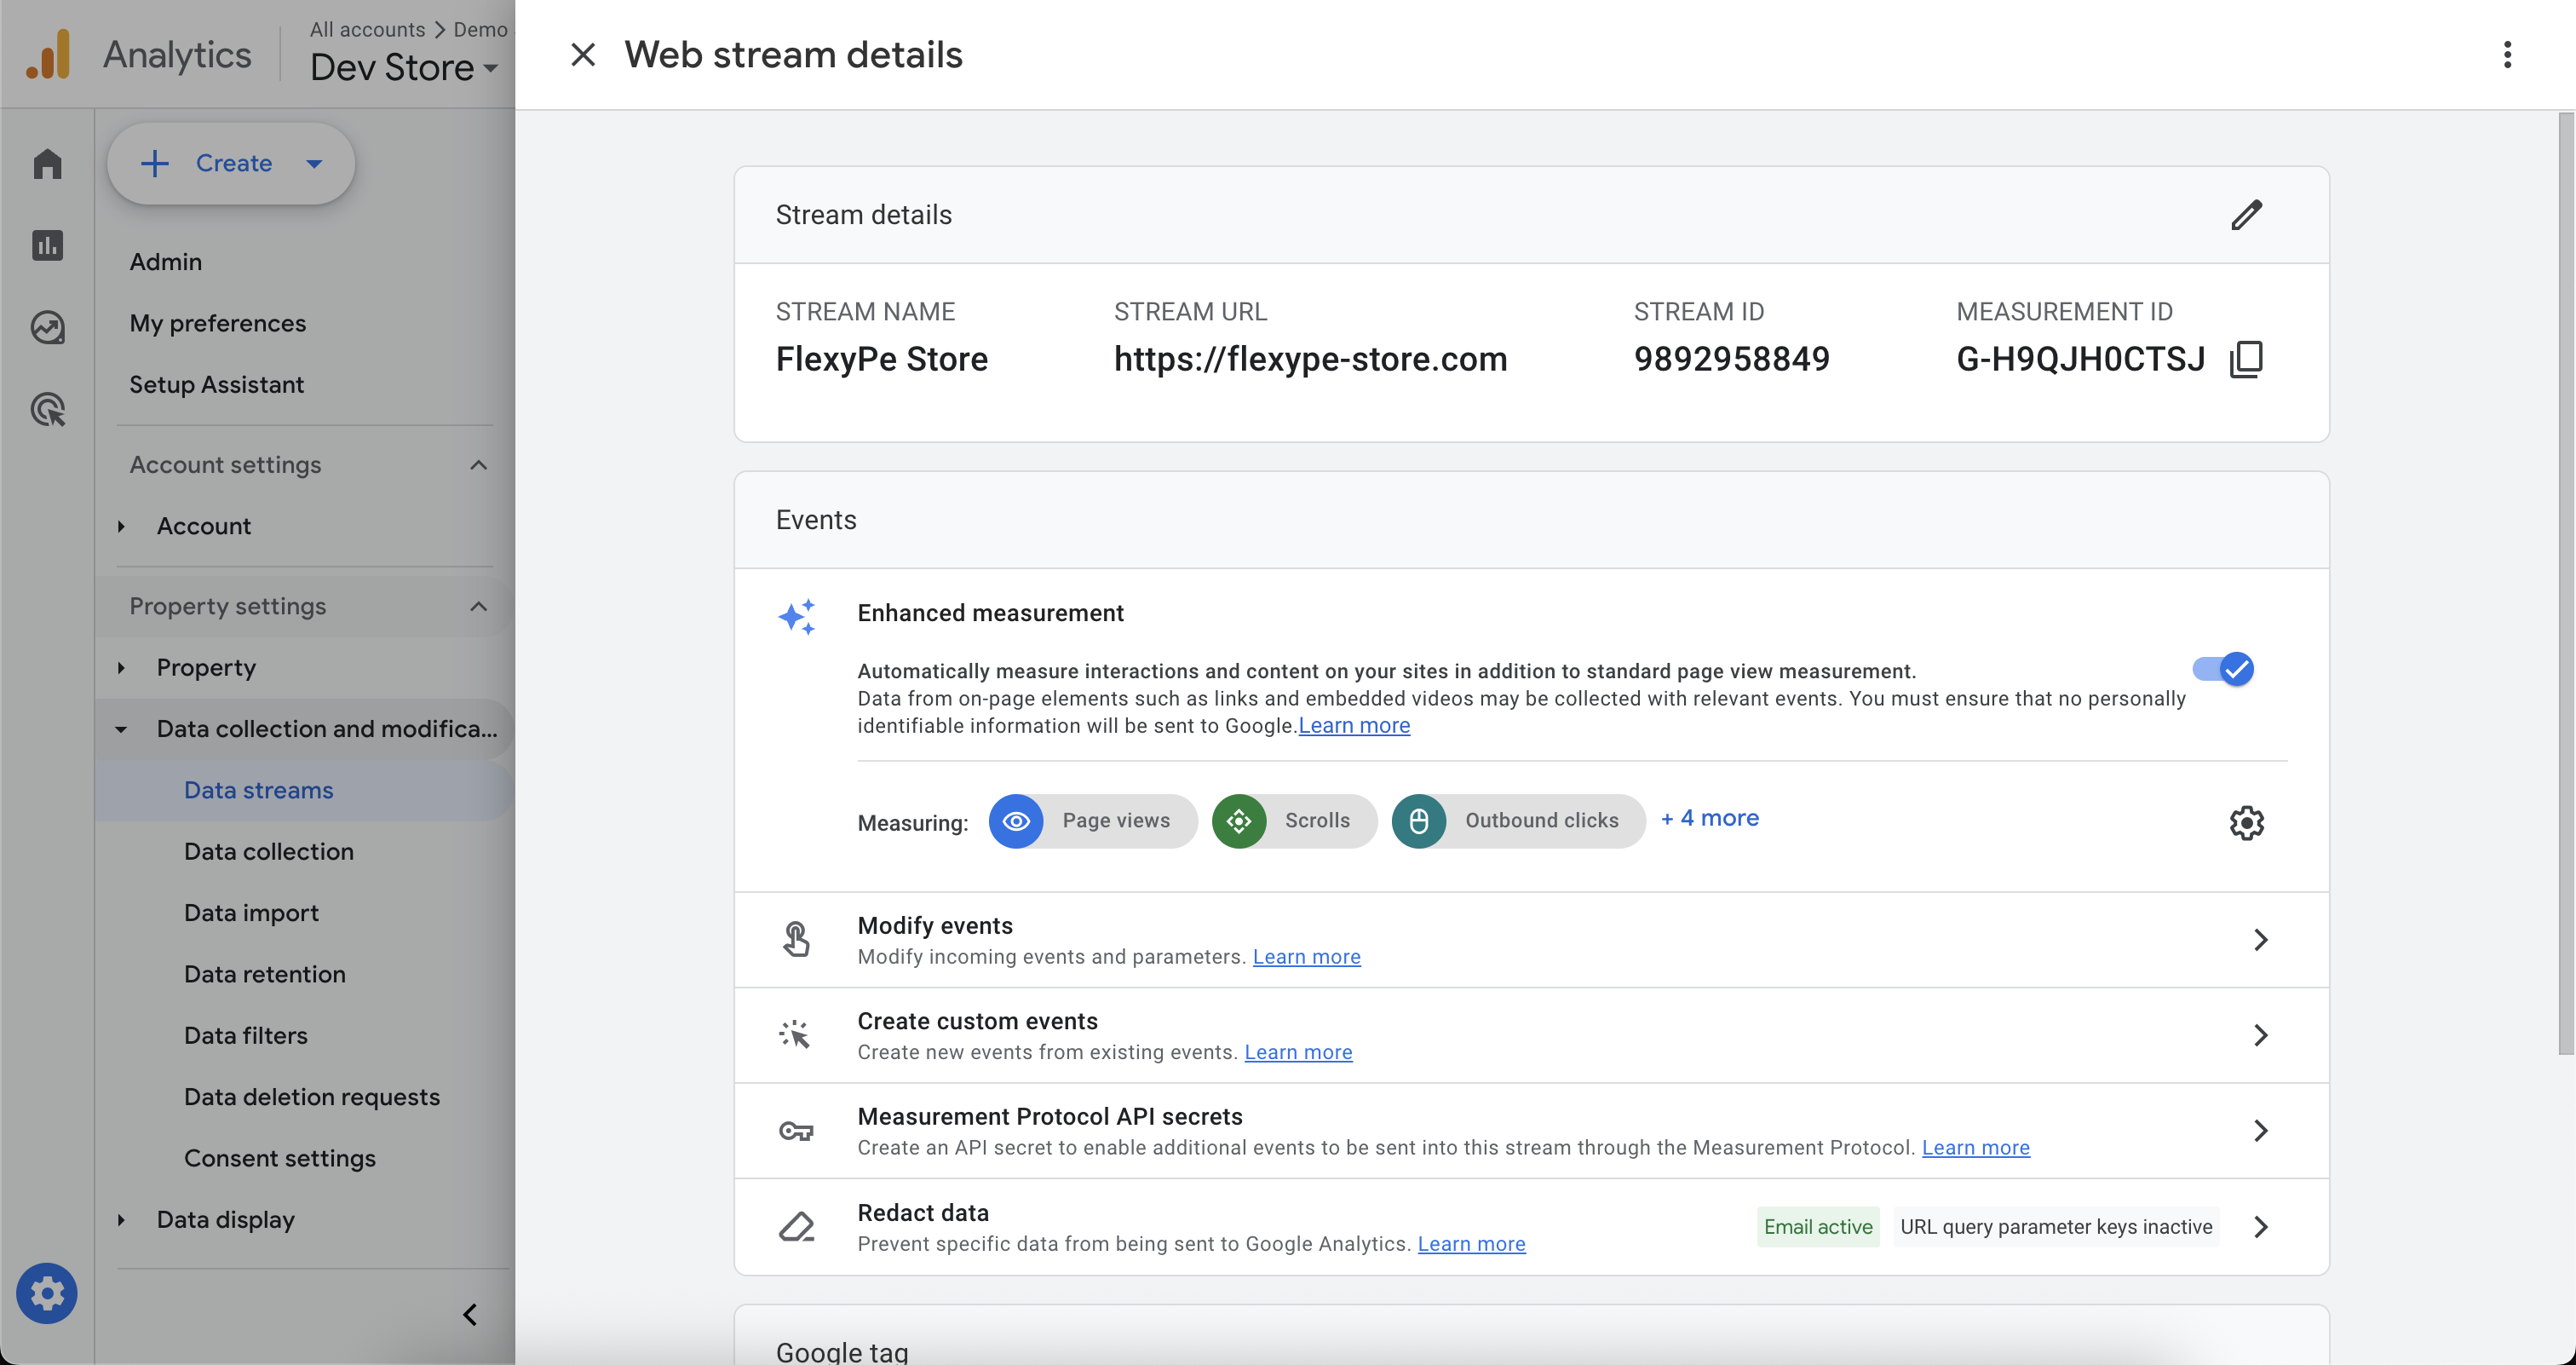 Analytics
All accounts > Demo
Dev Store
Web stream details
Create
Admin
My preferences
Setup Assistant
Account settings
Account
Property settings
Property
Data collection and modifica...
Data streams
Data collection
Data import
Data retention
Data filters
Data deletion requests
Consent settings
Data display
Stream details
STREAM NAME
FlexyPe Store
STREAM URL
https://flexype-store.com
STREAM ID
9892958849
MEASUREMENT ID
G-H9QJH0CTSJ
Events
Enhanced measurement
Automatically measure interactions and content on your sites in addition to standard page view measurement.
Data from on-page elements such as links and embedded videos may be collected with relevant events. You must ensure that no personally
identifiable information will be sent to Google.Learn more
Measuring:
Page views
Scrolls
Outbound clicks
+ 4 more
Modify events
Modify incoming events and parameters. Learn more
Create custom events
Create new events from existing events. Learn more
Measurement Protocol API secrets
Create an API secret to enable additional events to be sent into this stream through the Measurement Protocol. Learn more
Redact data
Prevent specific data from being sent to Google Analytics. Learn more
Email active
URL query parameter keys inactive
Google tag